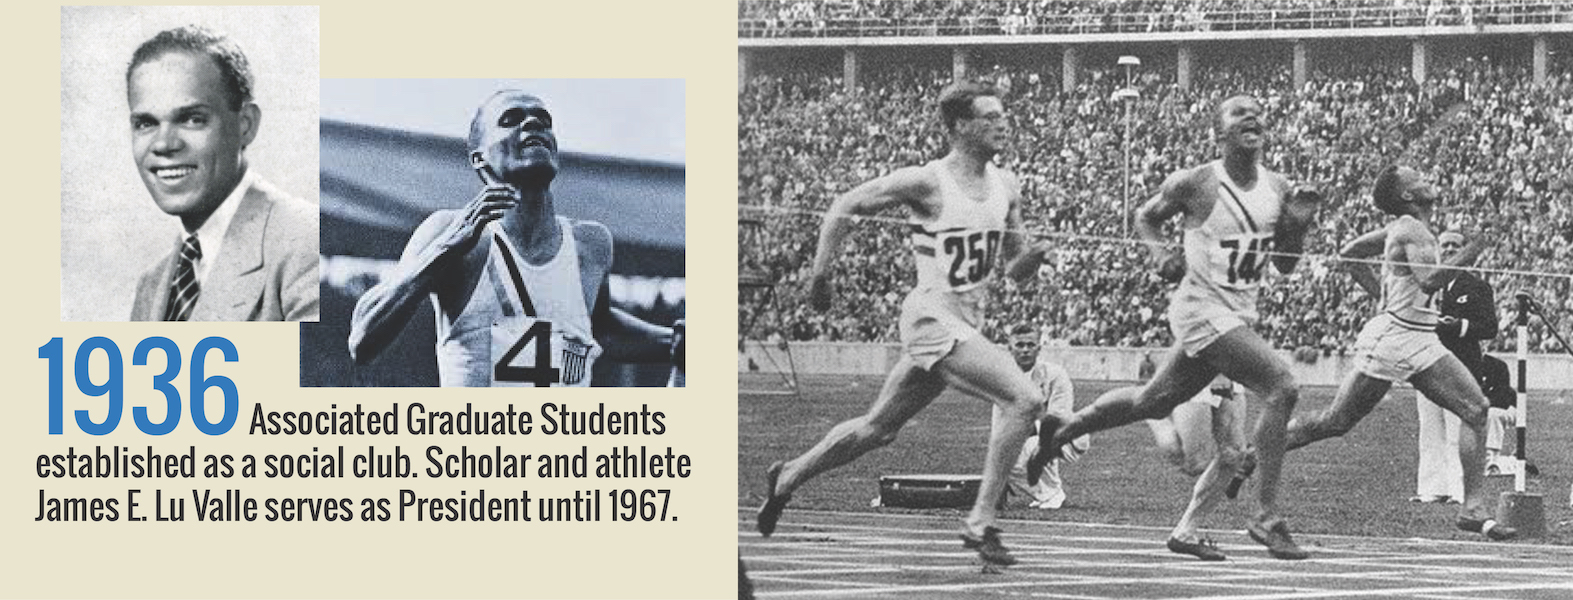 1936 Associated Graduate Students
established as a social club. Scholar and athlete
James E. Lu Valle serves as President until 1967.
4
250
742